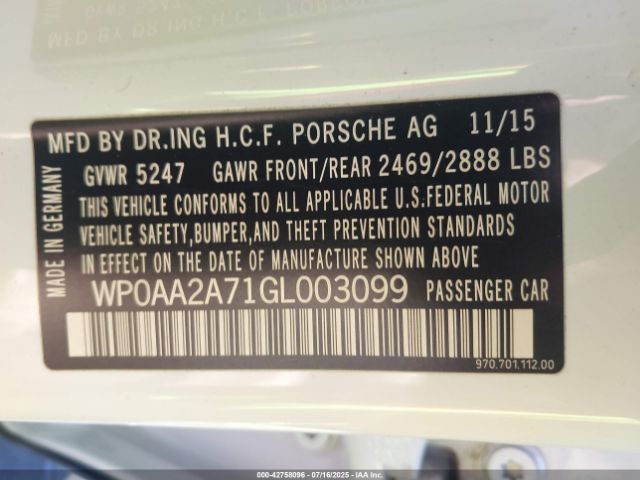 MFD BY DR.ING H.C.F. PORSCHE AG 11/15
GVWR 5247 GAWR FRONT/REAR 2469/2888 LBS
THIS VEHICLE CONFORMS TO ALL APPLICABLE U.S.FEDERAL MOTOR
VEHICLE SAFETY,BUMPER,AND THEFT PREVENTION STANDARDS
IN EFFECT ON THE DATE OF MANUFACTURE SHOWN ABOVE
WP0AA2A71GL003099 PASSENGER CAR
MADE IN GERMANY
970.701.112.00
000-42758096 - 07/16/2025 - IAAI.COM